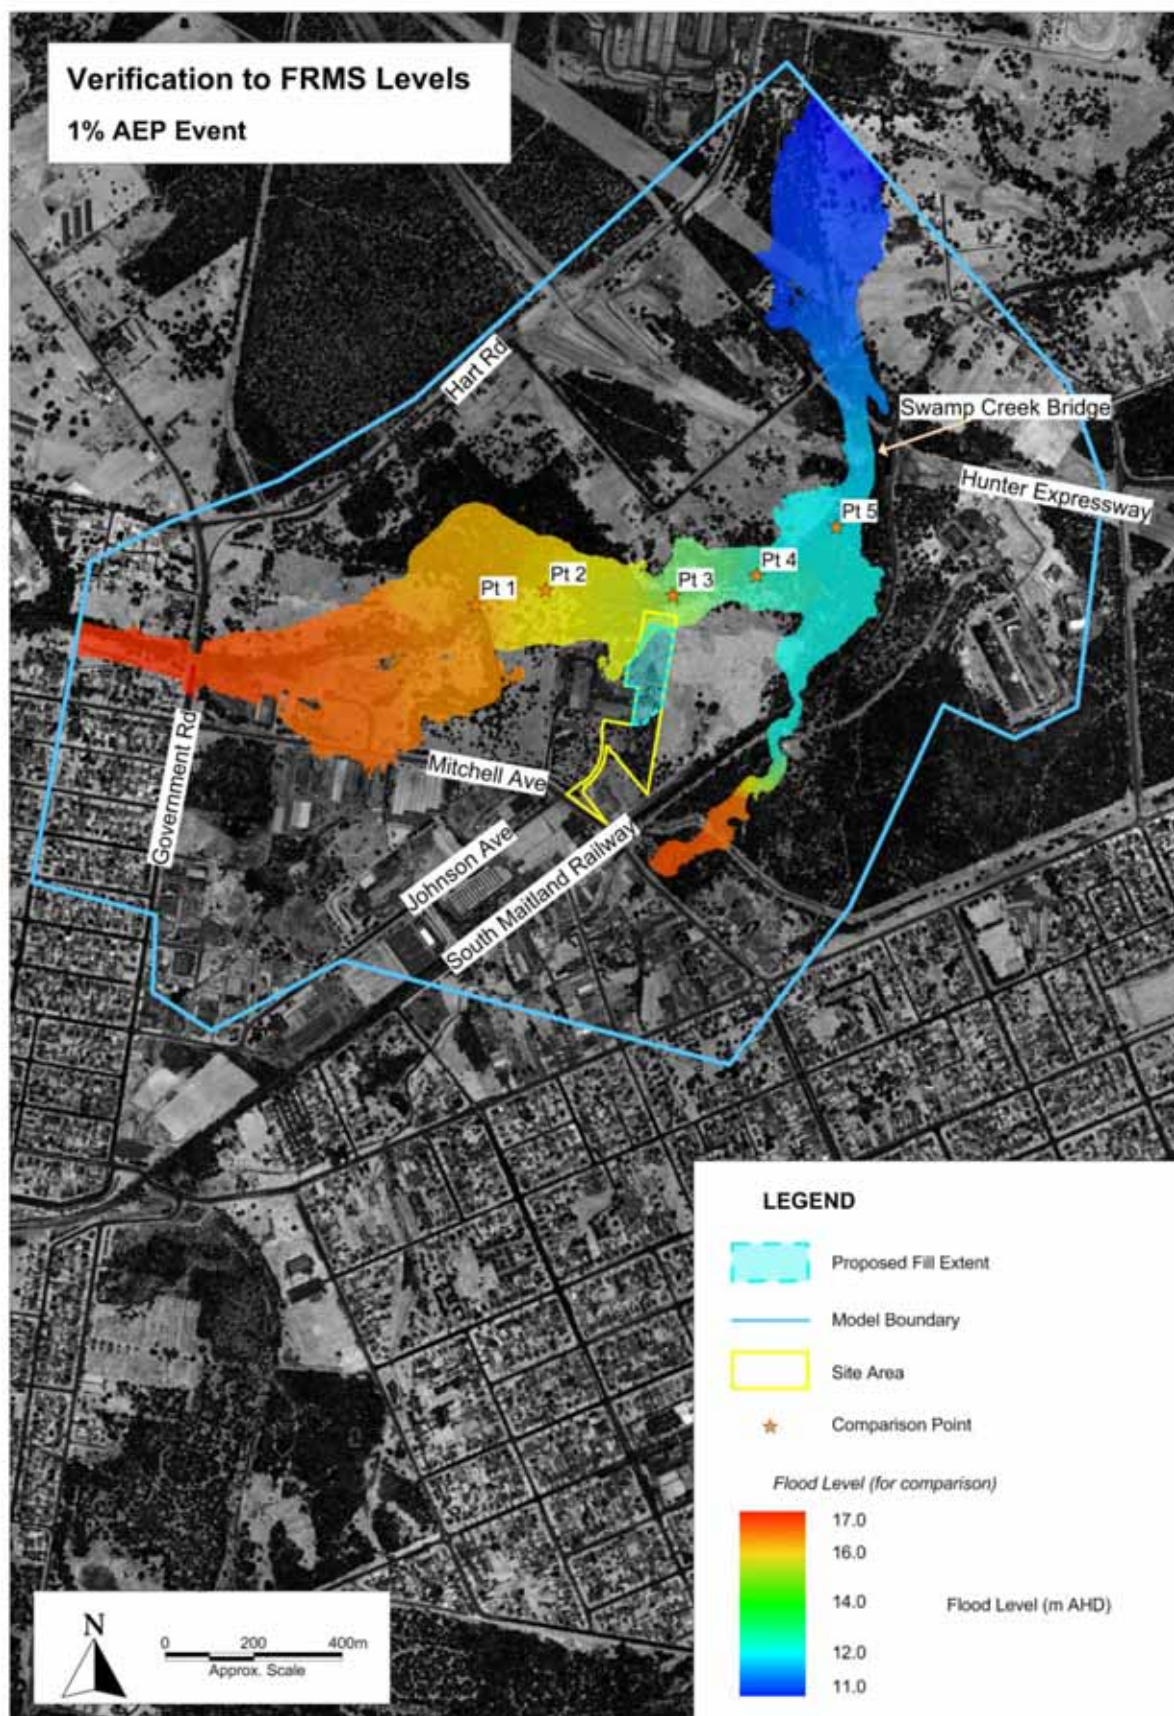 Verification to FRMS Levels
1% AEP Event
Hart Rd
Swamp Creek Bridge
Hunter Expressway
Pt 5
Pt 4
Pt 2
Pt 3
Pt 1
Government Rd
Mitchell Ave
Johnson Ave
South Maitland Railway
LEGEND
Proposed Fill Extent
Model Boundary
Site Area
Comparison Point
Flood Level (for comparison)
17.0
16.0
14.0
Flood Level (m AHD)
12.0
11.0
N
0 200 400m
Approx. Scale